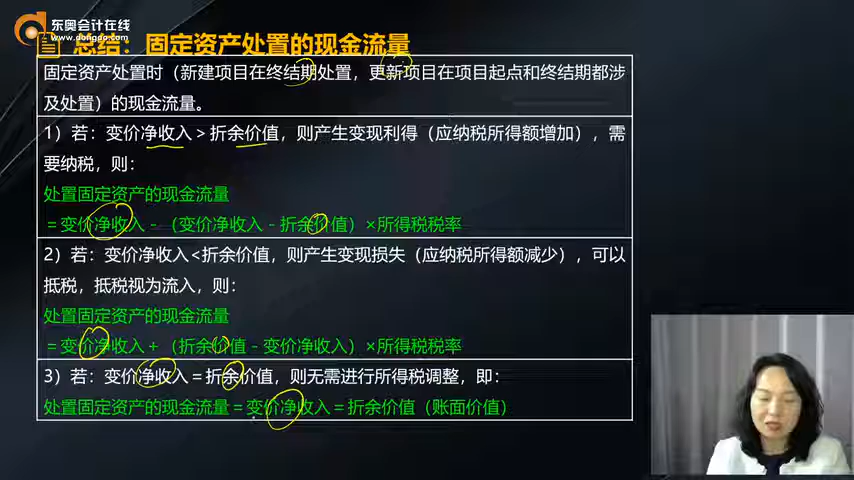 东奥会计在线
www.dongao.com
总结：固定资产处置的现金流量
固定资产处置时（新建项目在终结期处置，更新项目在项目起点和终结期都涉
及处置）的现金流量。
1）若：变价净收入＞折余价值，则产生变现利得（应纳税所得额增加），需
要纳税，则：
处置固定资产的现金流量
＝变价净收入－（变价净收入－折余价值）×所得税税率
2）若：变价净收入<折余价值，则产生变现损失（应纳税所得额减少），可以
抵税，抵税视为流入，则：
处置固定资产的现金流量
＝变价净收入＋（折余价值－变价净收入）×所得税税率
3）若：变价净收入＝折余价值，则无需进行所得税调整，即：
处置固定资产的现金流量＝变价净收入＝折余价值（账面价值）